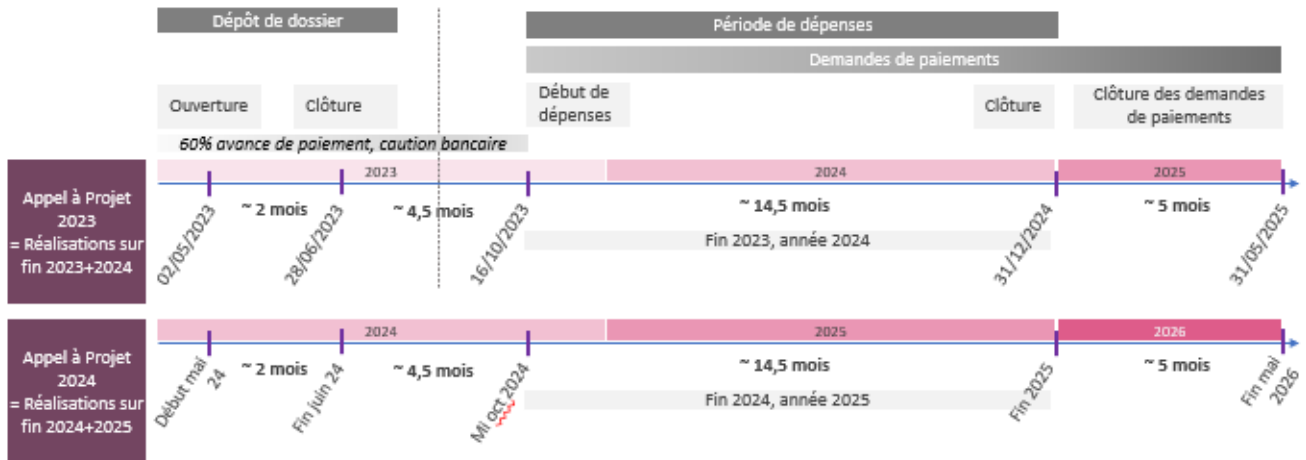 Dépôt de dossier
Période de dépenses
Demandes de paiements
Ouverture
Clôture
Début de
dépenses
Clôture
Clôture des demandes
de paiements
60% avance de paiement, caution bancaire
Appel à Projet
2023
= Réalisations sur
fin 2023+2024
2023
2024
2025
~ 2 mois
~ 4,5 mois
~ 14,5 mois
~ 5 mois
Fin 2023, année 2024
02/05/2023
28/06/2023
16/10/2023
31/12/2024
31/05/2025
Appel à Projet
2024
= Réalisations sur
fin 2024+2025
2024
2025
2026
~ 2 mois
~ 4,5 mois
~ 14,5 mois
~ 5 mois
Fin 2024, année 2025
Début mai
24
Fin juin 24
Mi oct 2024
Fin 2025
Fin mai
2026